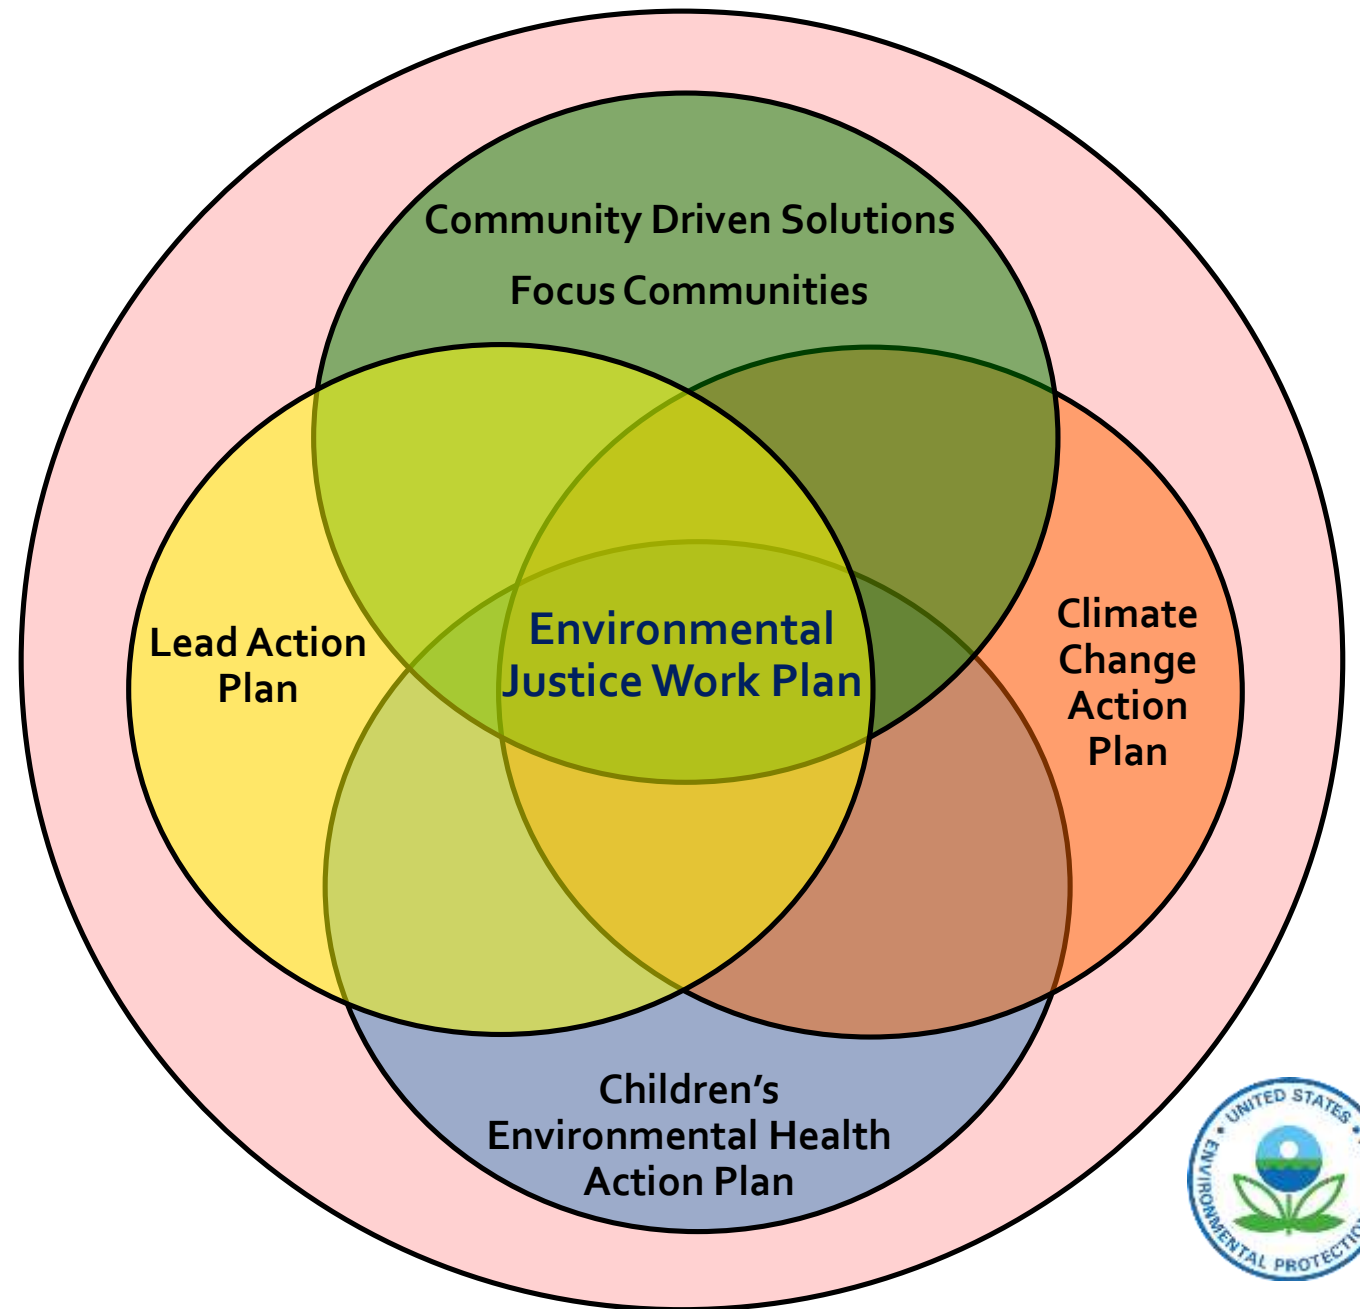 Community Driven Solutions
Focus Communities
Lead Action
Plan
Environmental
Justice Work Plan
Climate
Change
Action
Plan
Children’s
Environmental Health
Action Plan
UNITED STATES
ENVIRONMENTAL PROTECTION